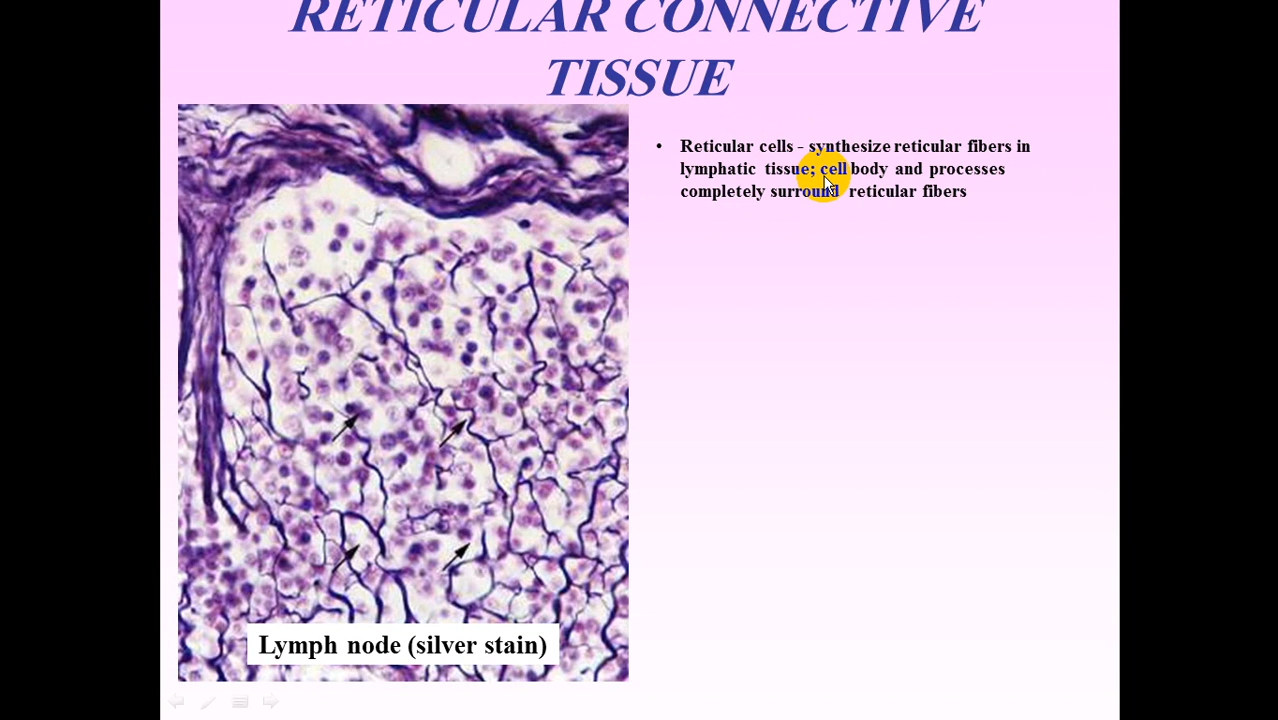 RETICULAR CONNECTIVE
TISSUE
• Reticular cells - synthesize reticular fibers in
lymphatic tissue; cell body and processes
completely surround reticular fibers
Lymph node (silver stain)